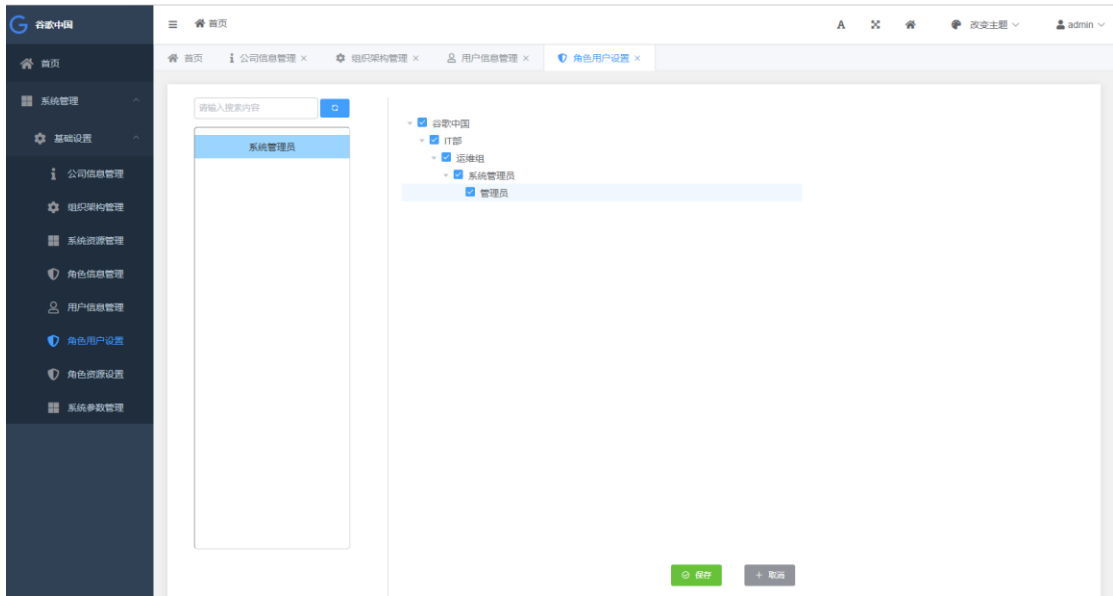 谷歌中国
首页
A
改变主题
admin
首页
公司信息管理
组织架构管理
用户信息管理
角色用户设置
首页
系统管理
基础设置
公司信息管理
组织架构管理
系统资源管理
角色信息管理
用户信息管理
角色用户设置
角色资源设置
系统参数管理
请输入搜索内容
系统管理员
谷歌中国
IT部
运维组
系统管理员
管理员
保存
取消